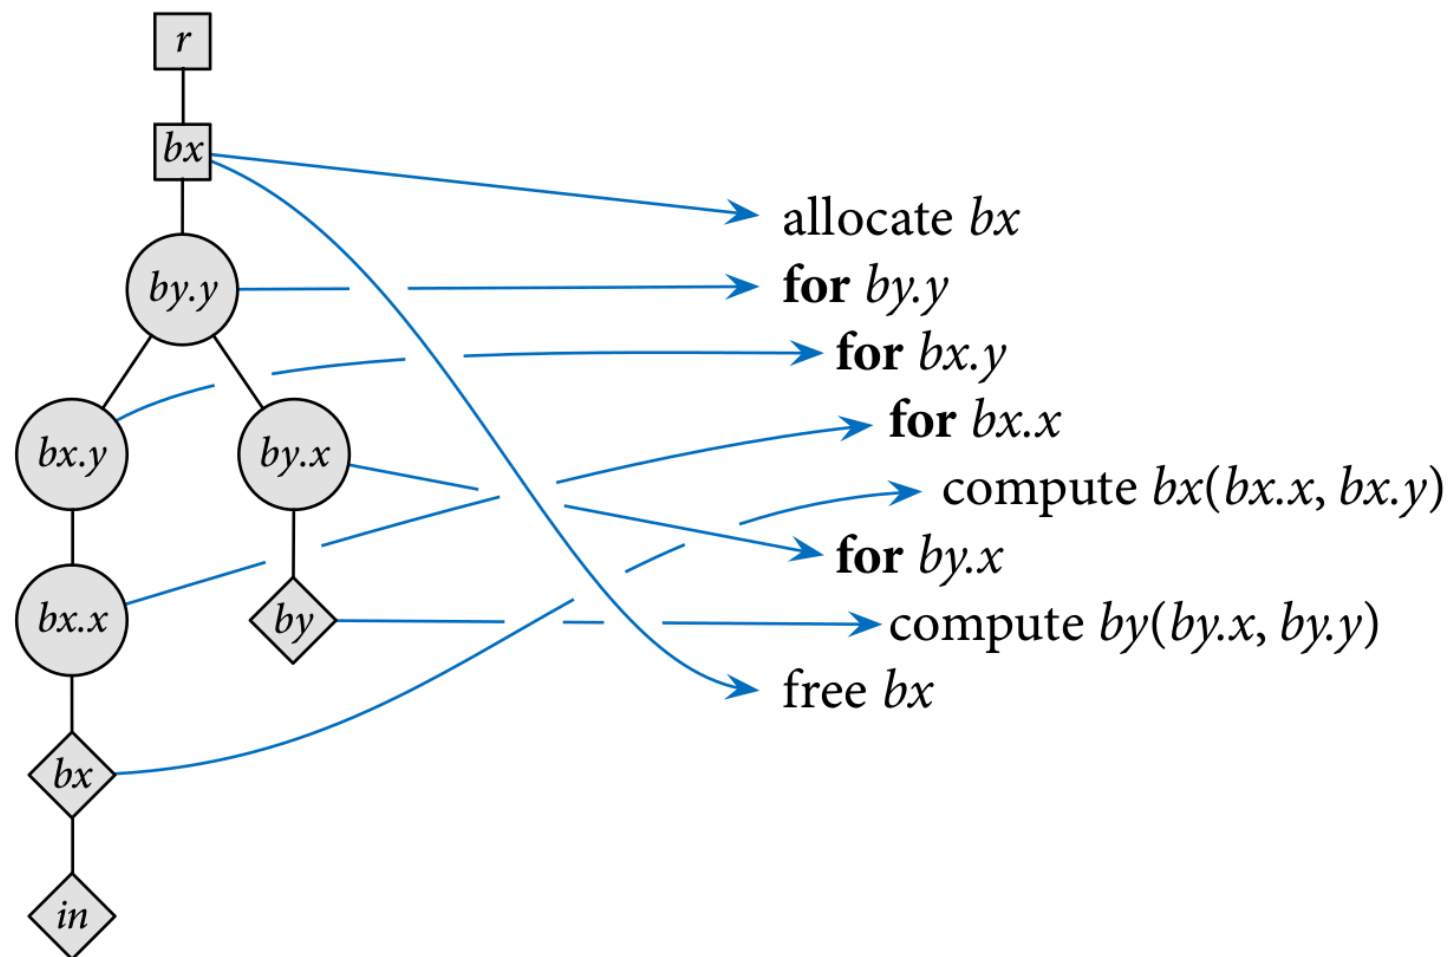 r
bx
by.y
bx.y
by.x
bx.x
by
bx
in
allocate bx
for by.y
for bx.y
for bx.x
compute bx(bx.x, bx.y)
for by.x
compute by(by.x, by.y)
free bx